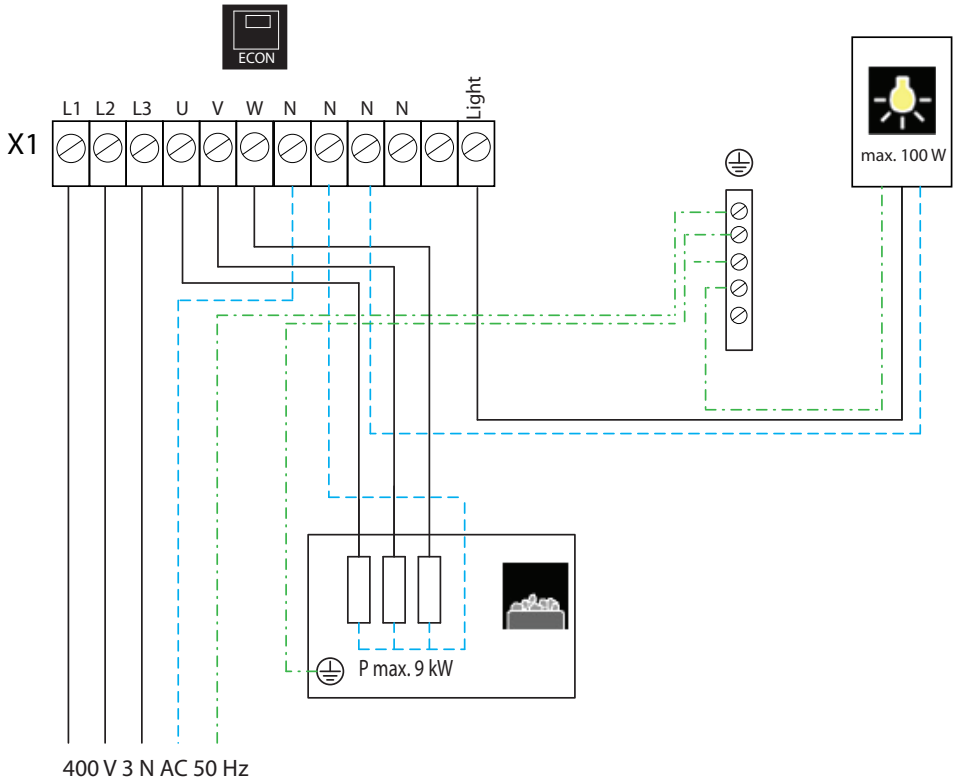 ECON
L1 L2 L3 U V W N N N N Light
X1
max. 100 W
P max. 9 kW
400 V 3 N AC 50 Hz